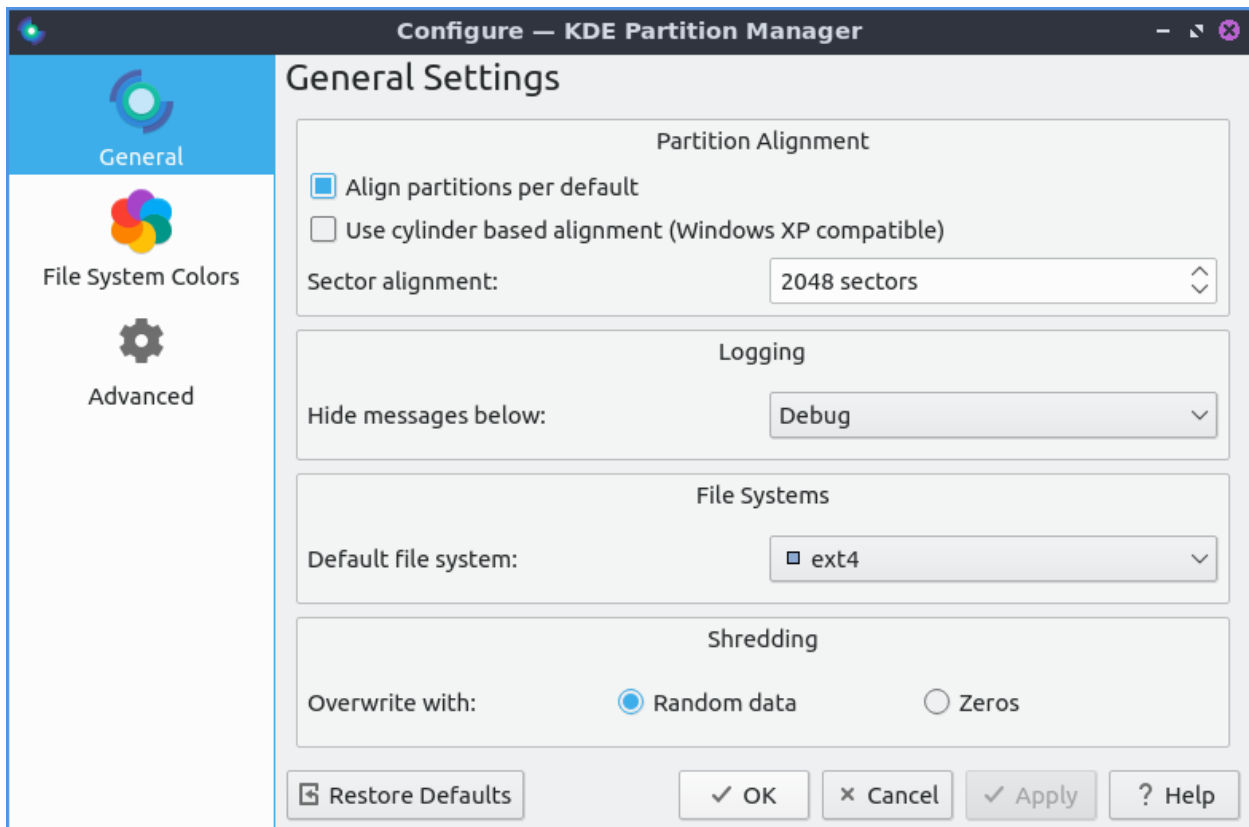 Configure — KDE Partition Manager
General
File System Colors
Advanced
General Settings
Partition Alignment
Align partitions per default
Use cylinder based alignment (Windows XP compatible)
Sector alignment: 2048 sectors
Logging
Hide messages below: Debug
File Systems
Default file system: ext4
Shredding
Overwrite with: Random data Zeros
Restore Defaults OK Cancel Apply ? Help